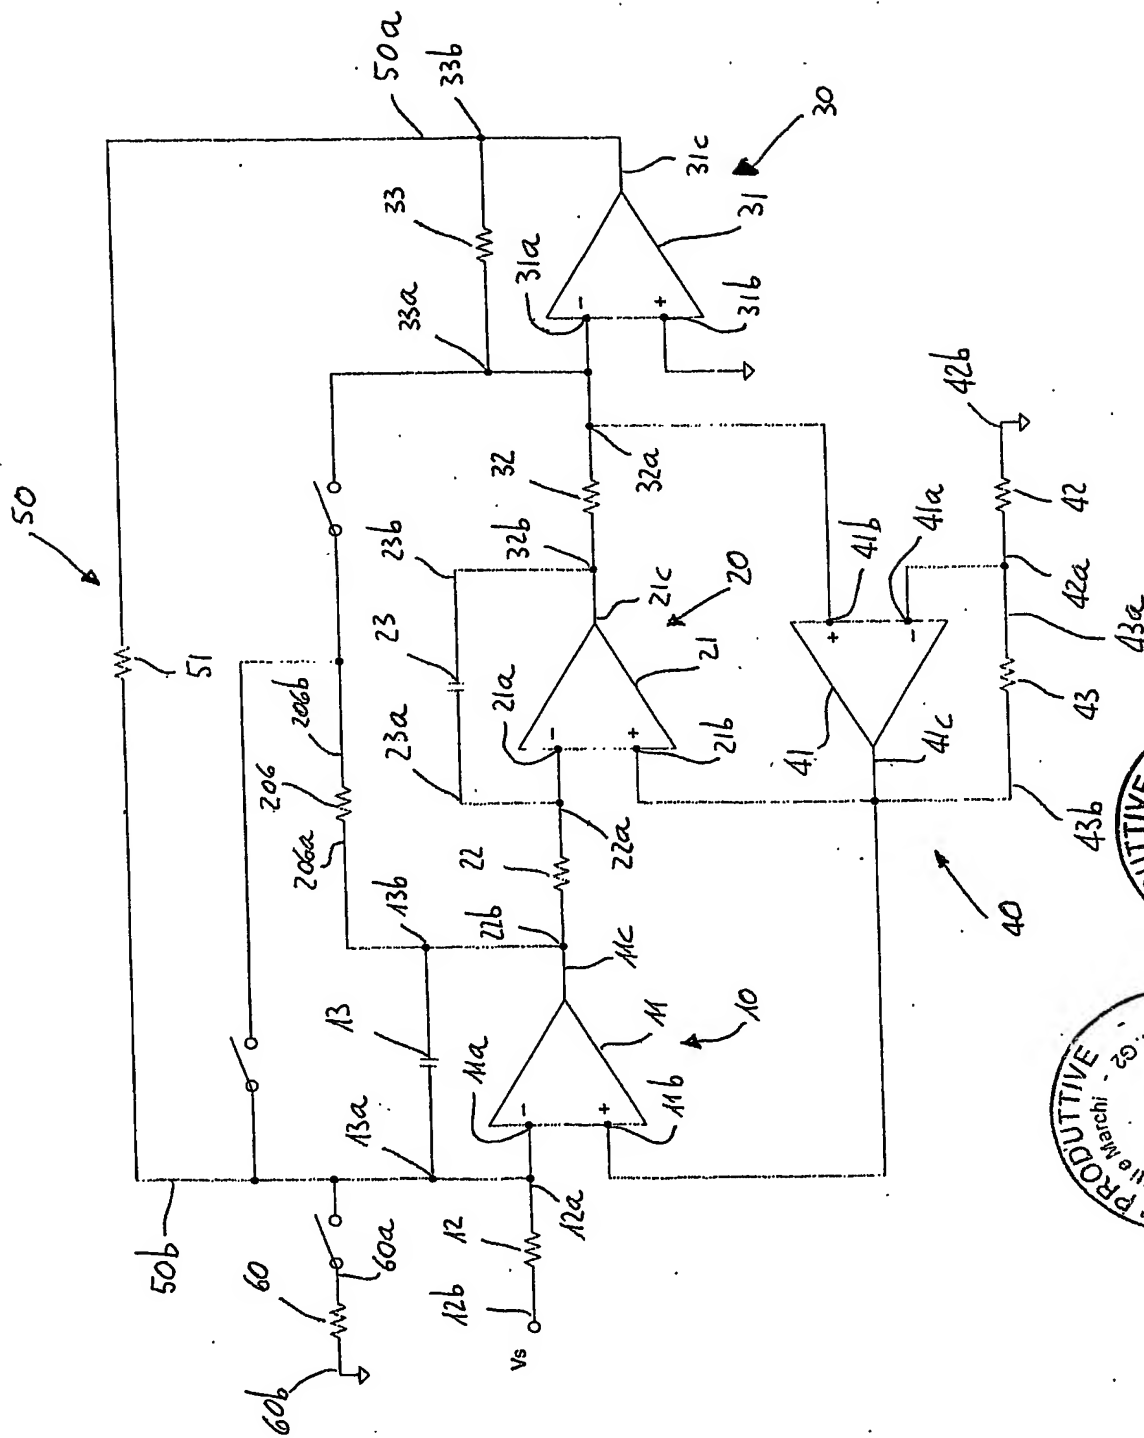 50
50a
33b
33
33a
31a
31c
31
30
31b
51
23b
23
23a
32
32b
32a
21a
21c
20
21
21b
206b
206
206a
13b
22
22a
22b
11c
13
13a
11a
11
10
11b
50b
60
60a
60b
12
12a
12b
Vs
41b
41a
41
41c
42b
42
42a
43a
43
43b
40
-
+
-
+
-
+
+
-
PRODUTTIVE
Marchi - G2
UTTIVE